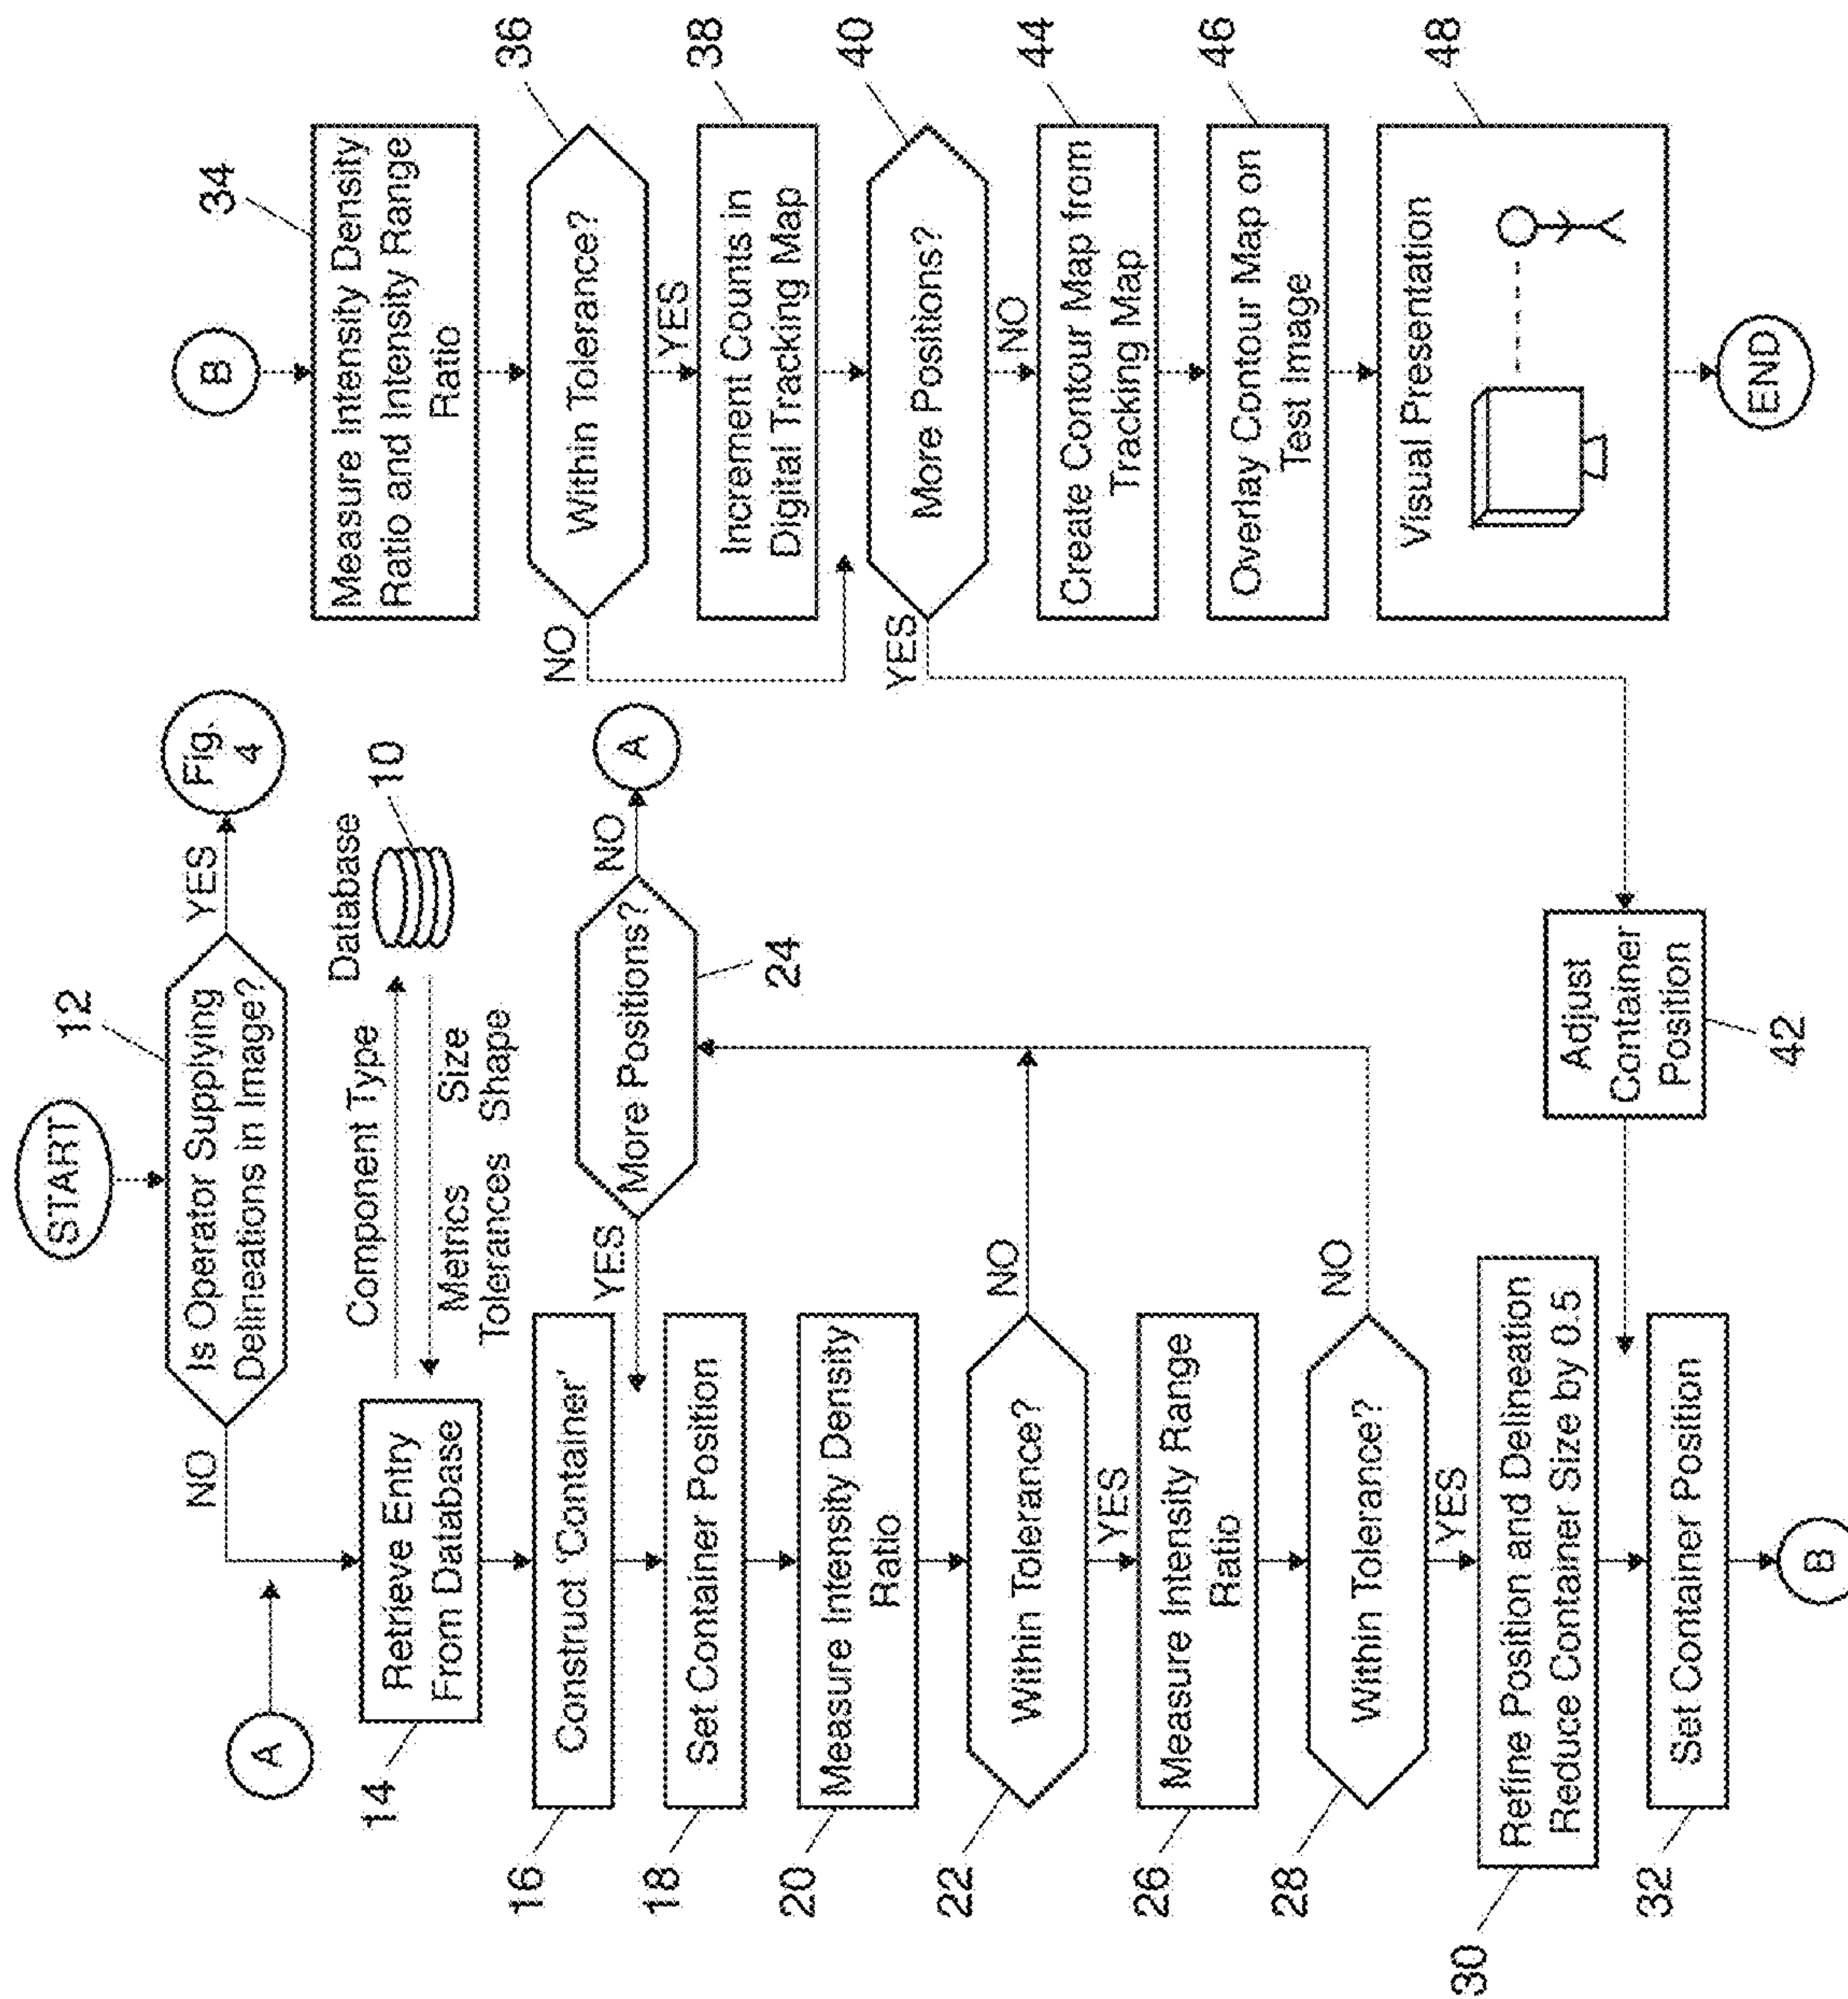 START
12
Is Operator Supplying
Delineations in Image?
YES
Fig.
4
NO
A
Component Type
Database
10
Metrics Size
Tolerances Shape
14
Retrieve Entry
From Database
16
Construct 'Container'
YES
More Positions?
NO
A
24
18
Set Container Position
20
Measure Intensity Density
Ratio
22
Within Tolerance?
NO
YES
26
Measure Intensity Range
Ratio
28
Within Tolerance?
NO
YES
30
Refine Position and Delineation
Reduce Container Size by 0.5
Adjust
Container
Position
42
32
Set Container Position
B
B
34
Measure Intensity Density
Ratio and Intensity Range
Ratio
36
Within Tolerance?
NO
YES
38
Increment Counts in
Digital Tracking Map
40
More Positions?
YES
NO
44
Create Contour Map from
Tracking Map
46
Overlay Contour Map on
Test Image
48
Visual Presentation
END